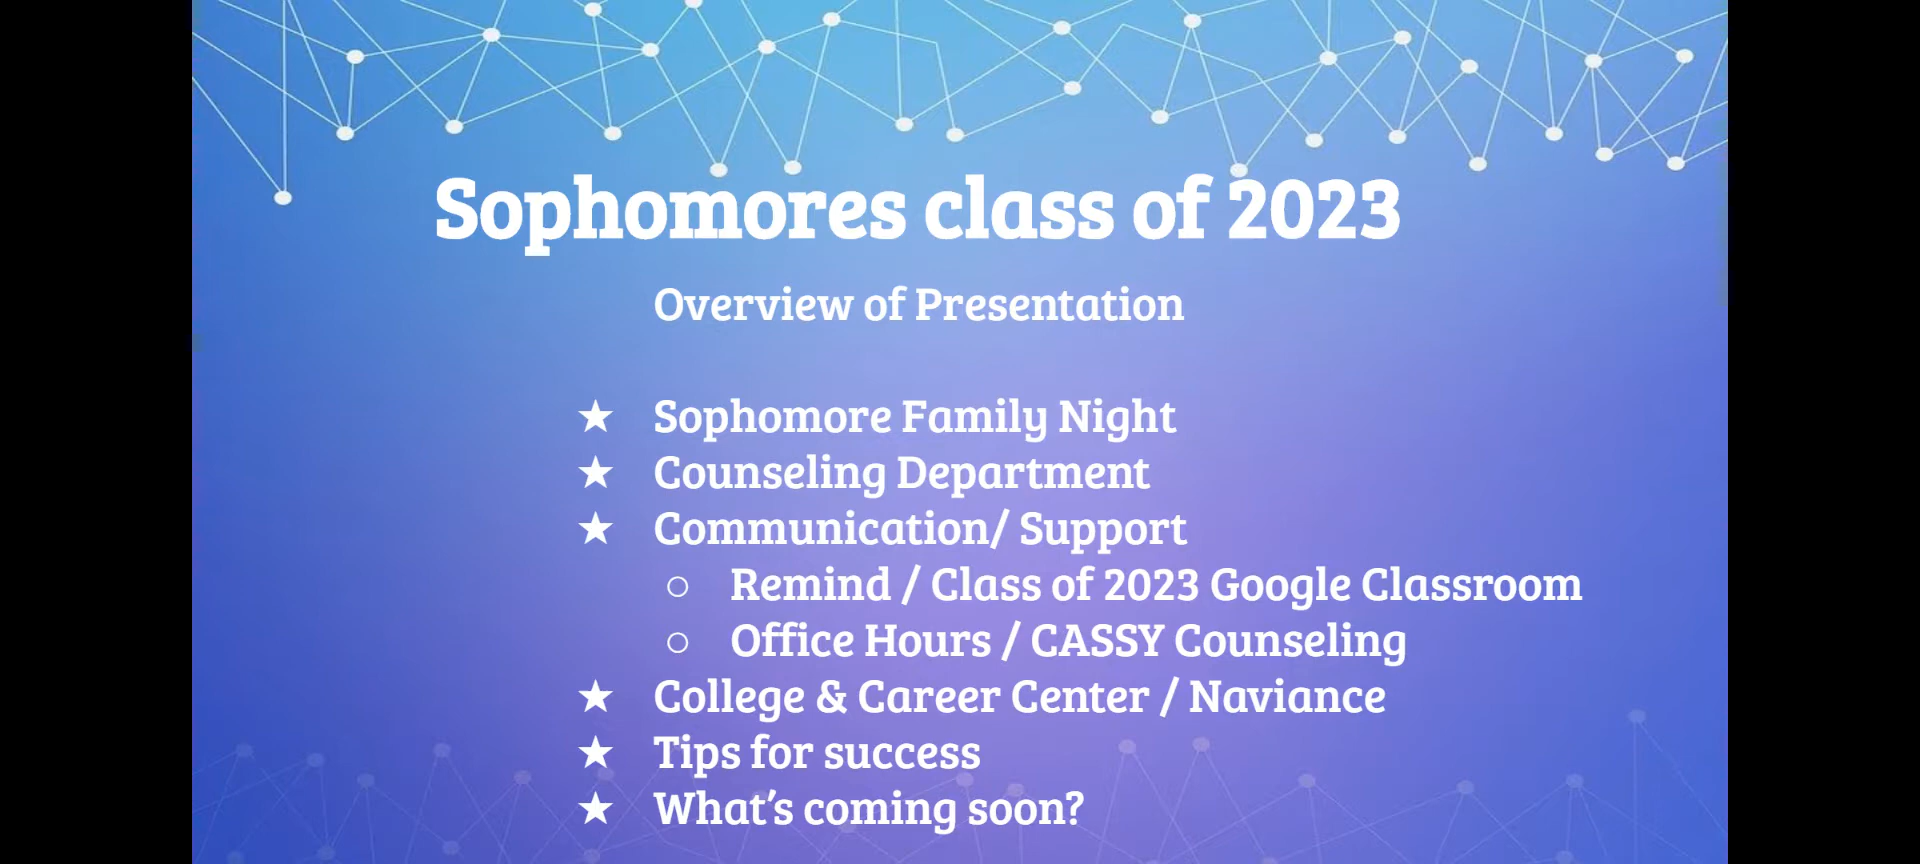 Sophomores class of 2023
Overview of Presentation
★ Sophomore Family Night
★ Counseling Department
★ Communication/ Support
○ Remind / Class of 2023 Google Classroom
○ Office Hours / CASSY Counseling
★ College & Career Center / Naviance
★ Tips for success
★ What's coming soon?